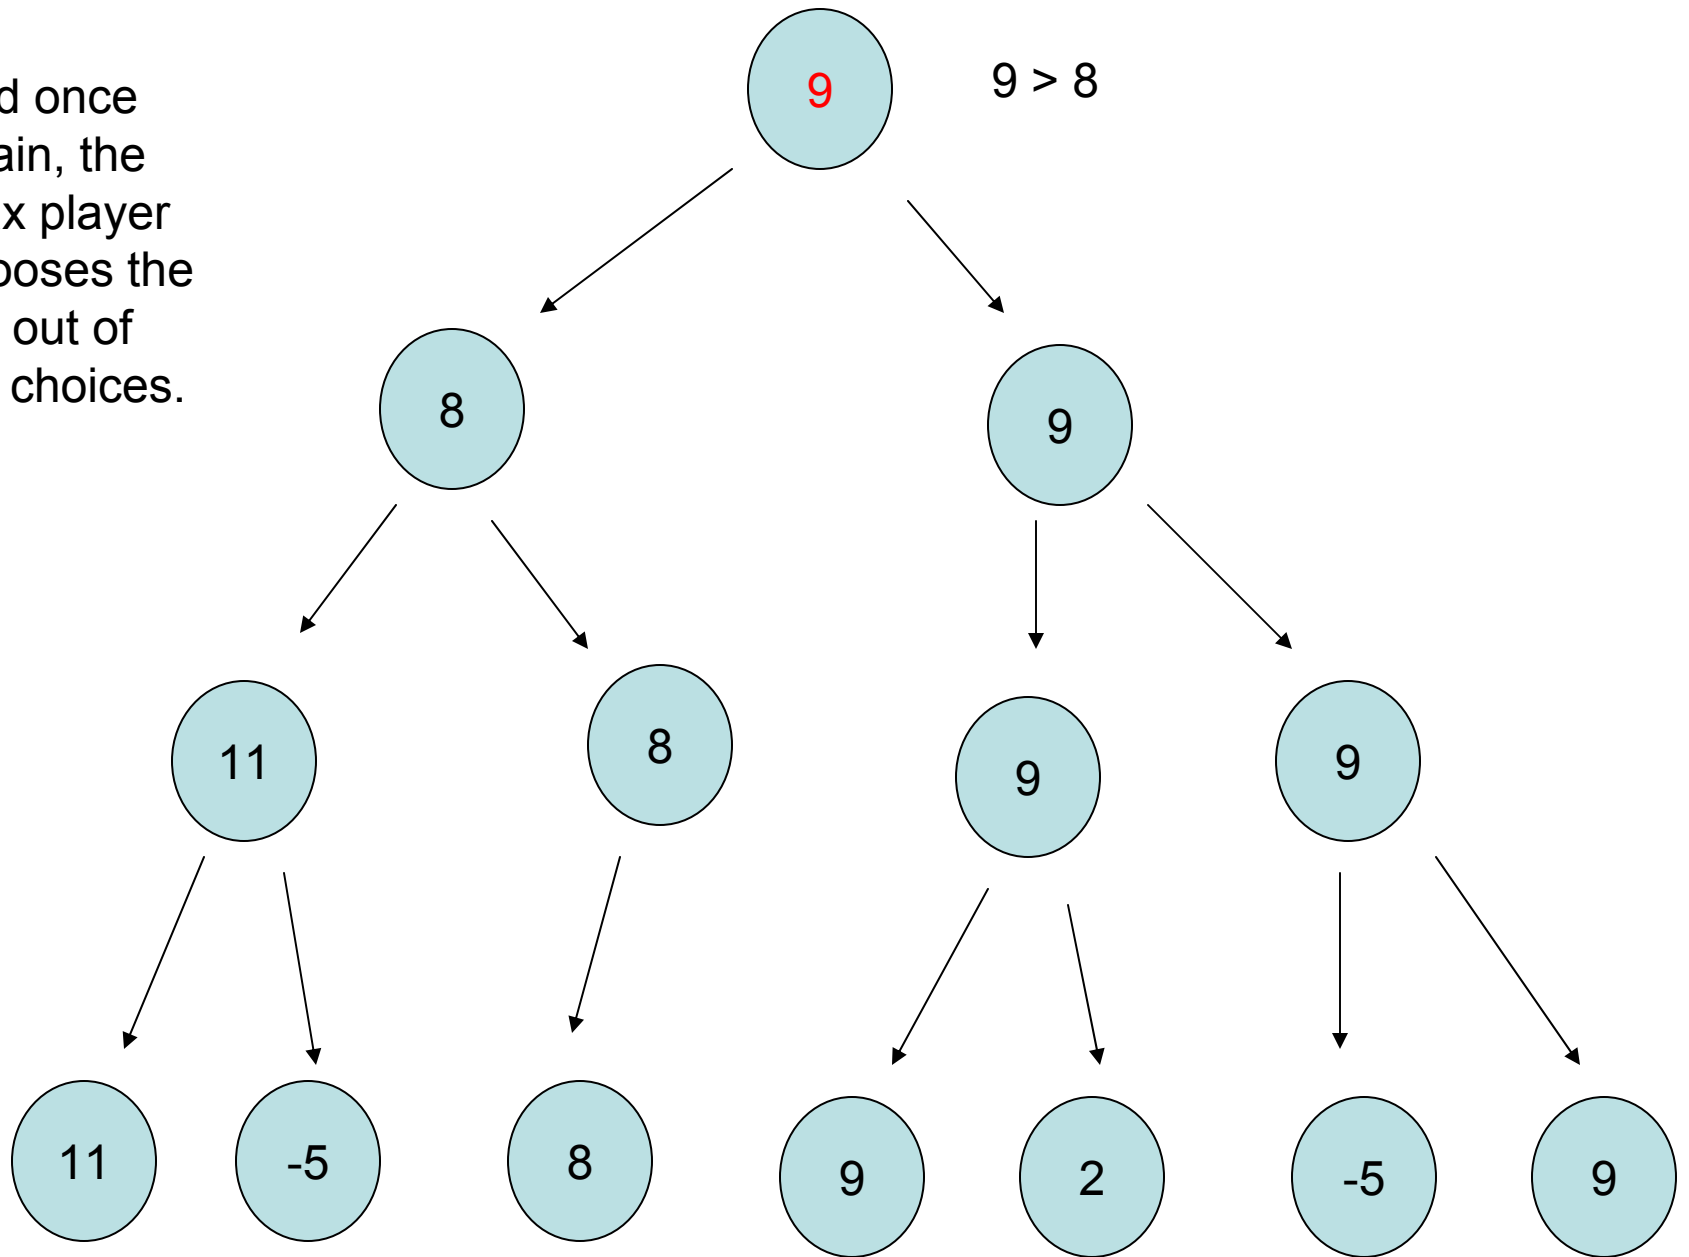 9
9 > 8
d once
ain, the
x player
ooses the
out of
choices.
8
9
11
8
9
9
11
-5
8
9
2
-5
9